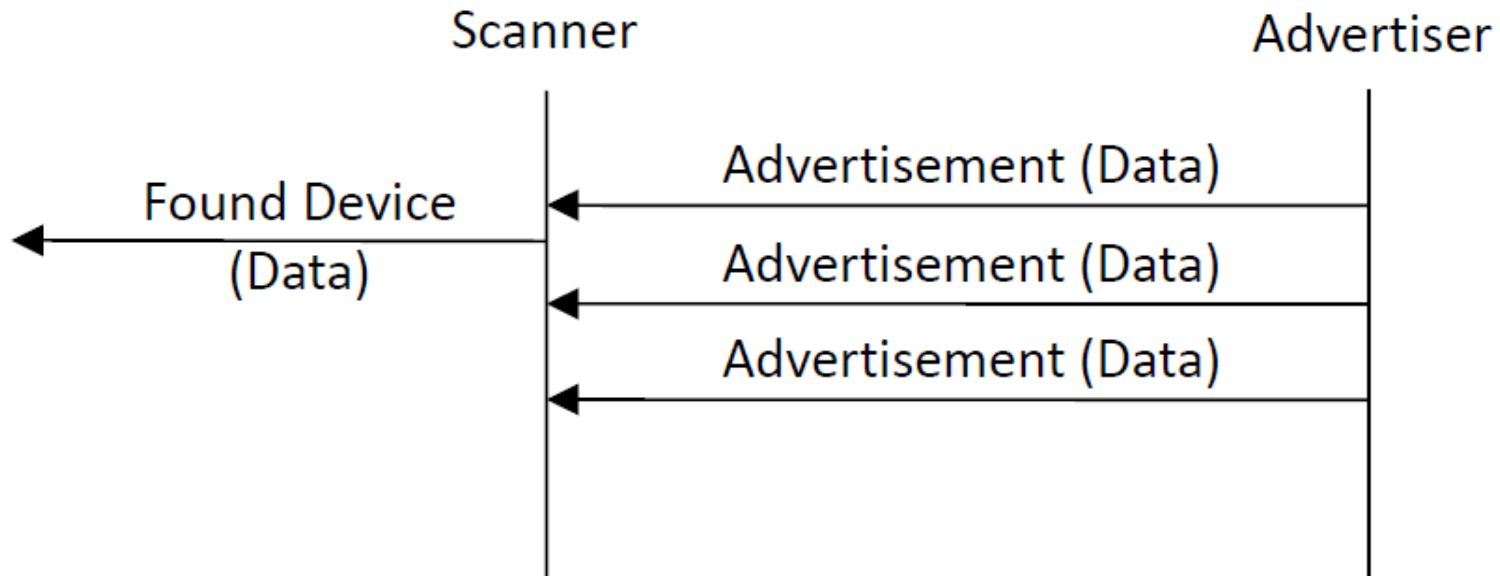 Scanner
Advertiser
Advertisement (Data)
Found Device
(Data)
Advertisement (Data)
Advertisement (Data)